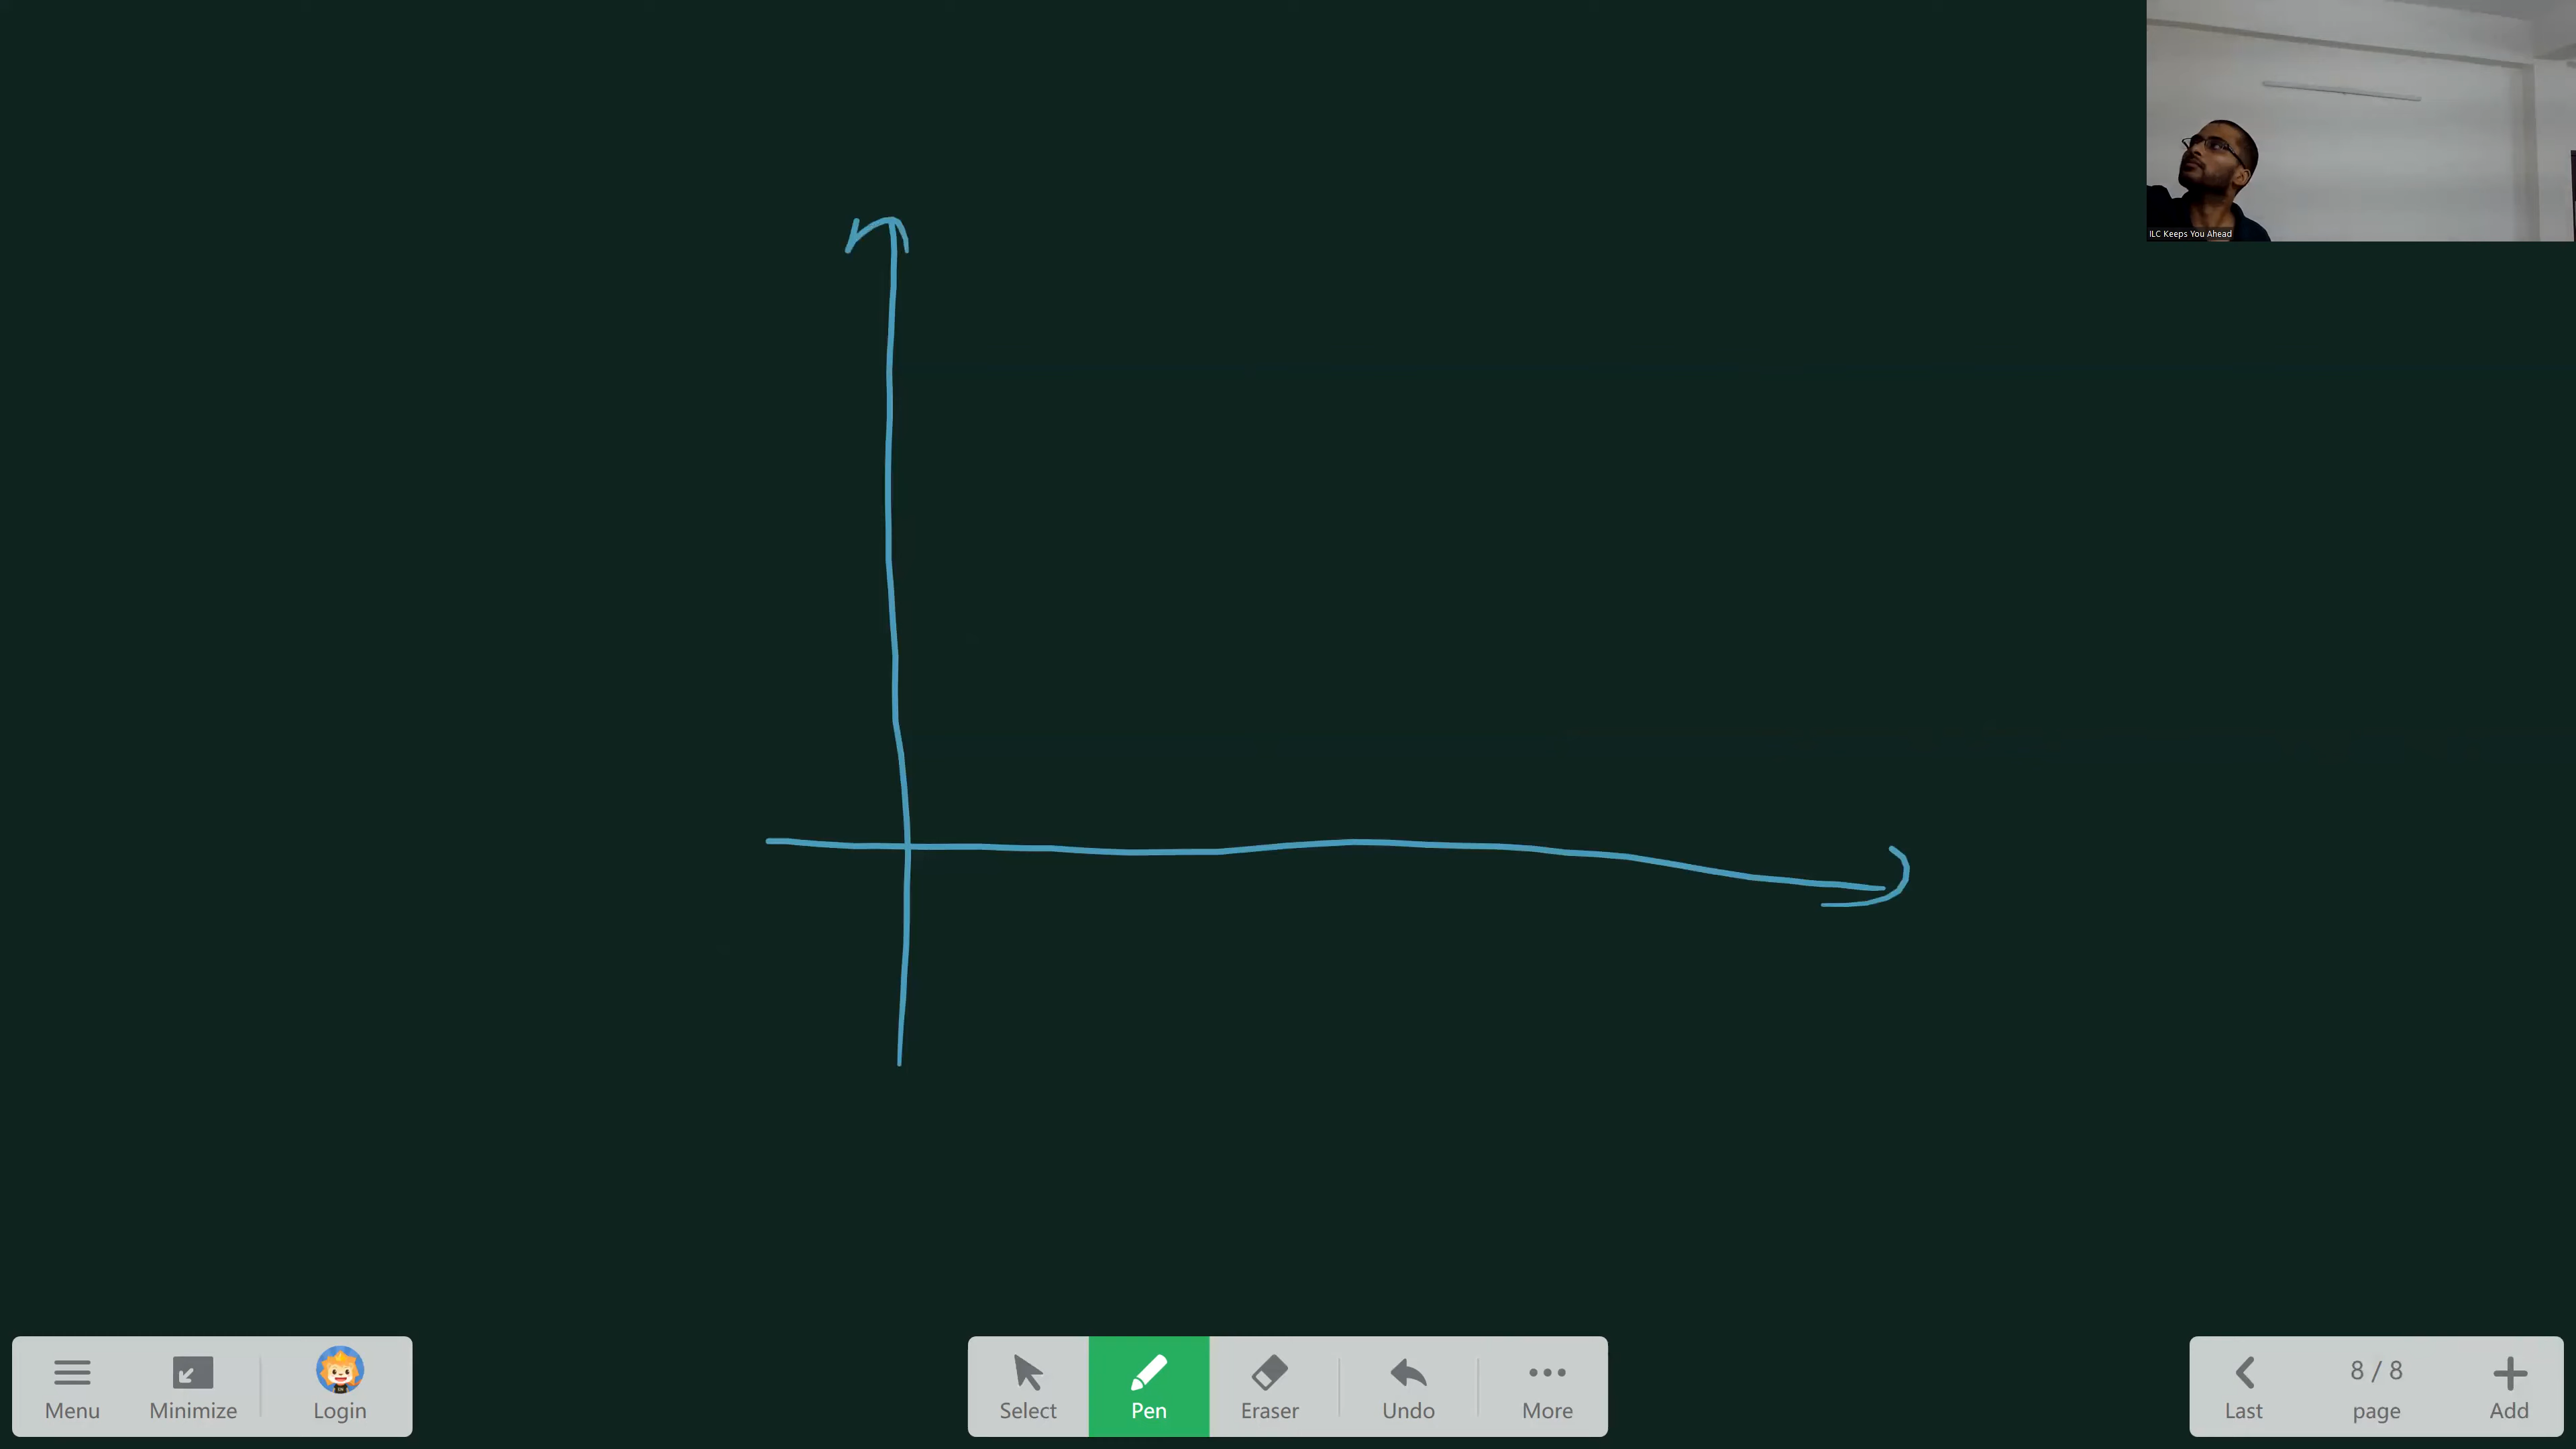 ILC Keeps You Ahead
Menu
Minimize
Login
Select
Pen
Eraser
Undo
More
Last
8 / 8
page
Add